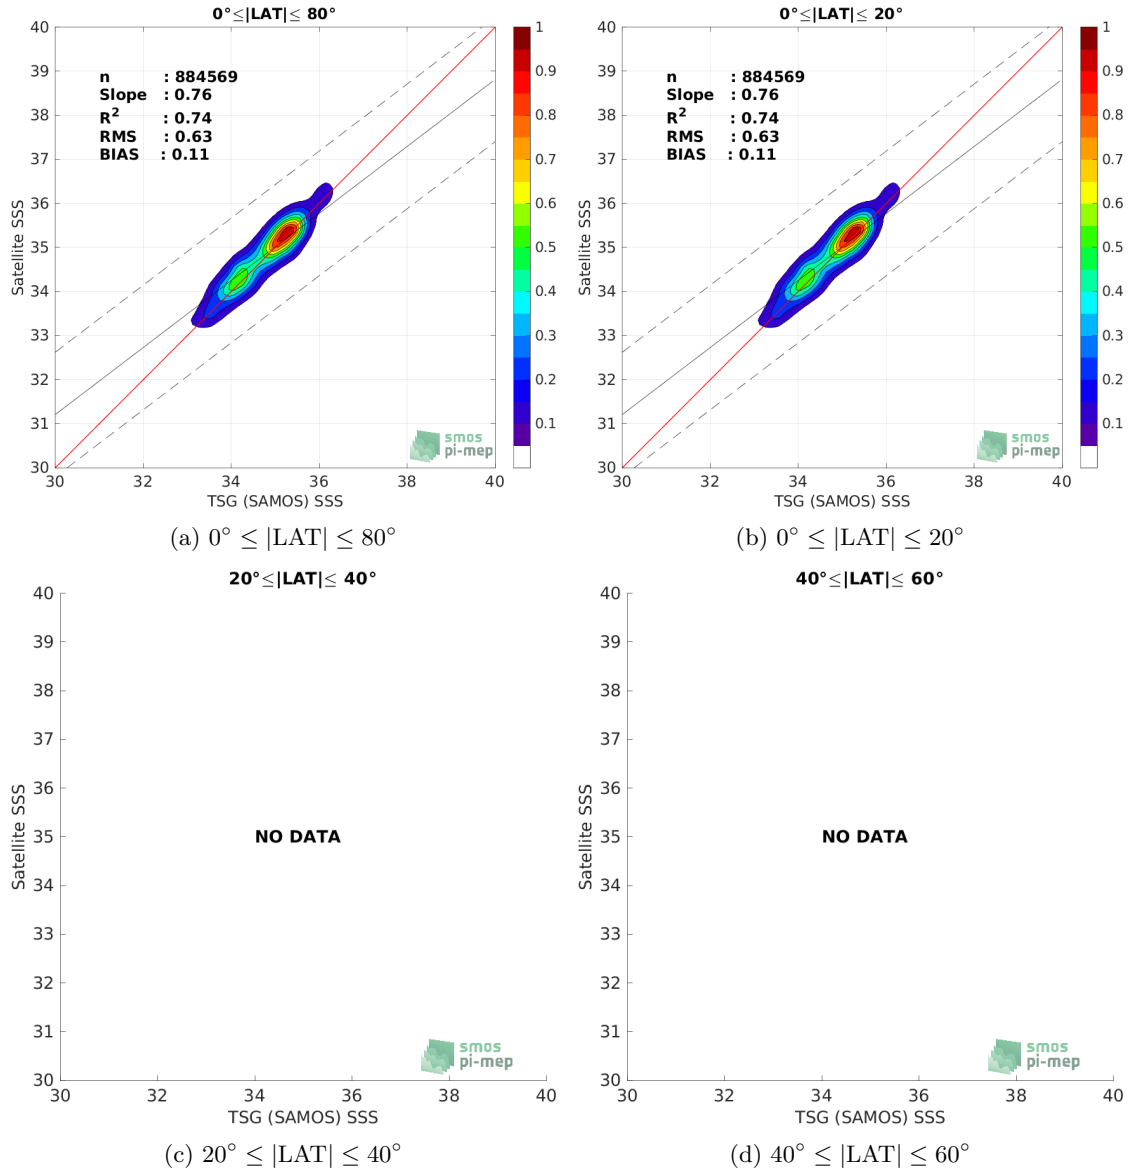 0°≤|LAT|≤ 80°
40
39
38
37
36
35
34
33
32
31
30
Satellite SSS
n : 884569
Slope : 0.76
R² : 0.74
RMS : 0.63
BIAS : 0.11
smos
pi-mep
30 32 34 36 38 40
TSG (SAMOS) SSS
1
0.9
0.8
0.7
0.6
0.5
0.4
0.3
0.2
0.1
(a) 0° ≤ |LAT| ≤ 80°
0°≤|LAT|≤ 20°
40
39
38
37
36
35
34
33
32
31
30
Satellite SSS
n : 884569
Slope : 0.76
R² : 0.74
RMS : 0.63
BIAS : 0.11
smos
pi-mep
30 32 34 36 38 40
TSG (SAMOS) SSS
1
0.9
0.8
0.7
0.6
0.5
0.4
0.3
0.2
0.1
(b) 0° ≤ |LAT| ≤ 20°
20°≤|LAT|≤ 40°
40
39
38
37
36
35
34
33
32
31
30
Satellite SSS
NO DATA
smos
pi-mep
30 32 34 36 38 40
TSG (SAMOS) SSS
(c) 20° ≤ |LAT| ≤ 40°
40°≤|LAT|≤ 60°
40
39
38
37
36
35
34
33
32
31
30
Satellite SSS
NO DATA
smos
pi-mep
30 32 34 36 38 40
TSG (SAMOS) SSS
(d) 40° ≤ |LAT| ≤ 60°